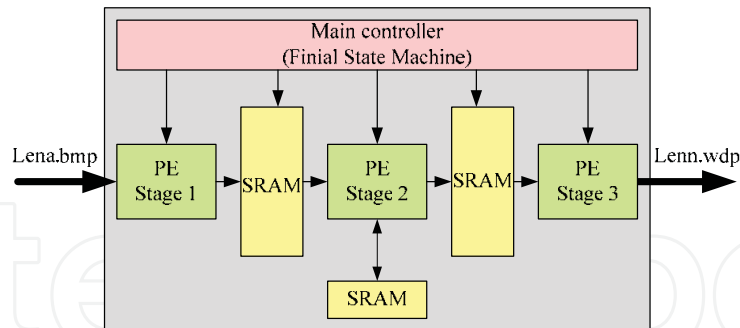 Main controller
(Finial State Machine)
Lena.bmp
PE
Stage 1
SRAM
PE
Stage 2
SRAM
PE
Stage 3
Lenn.wdp
SRAM